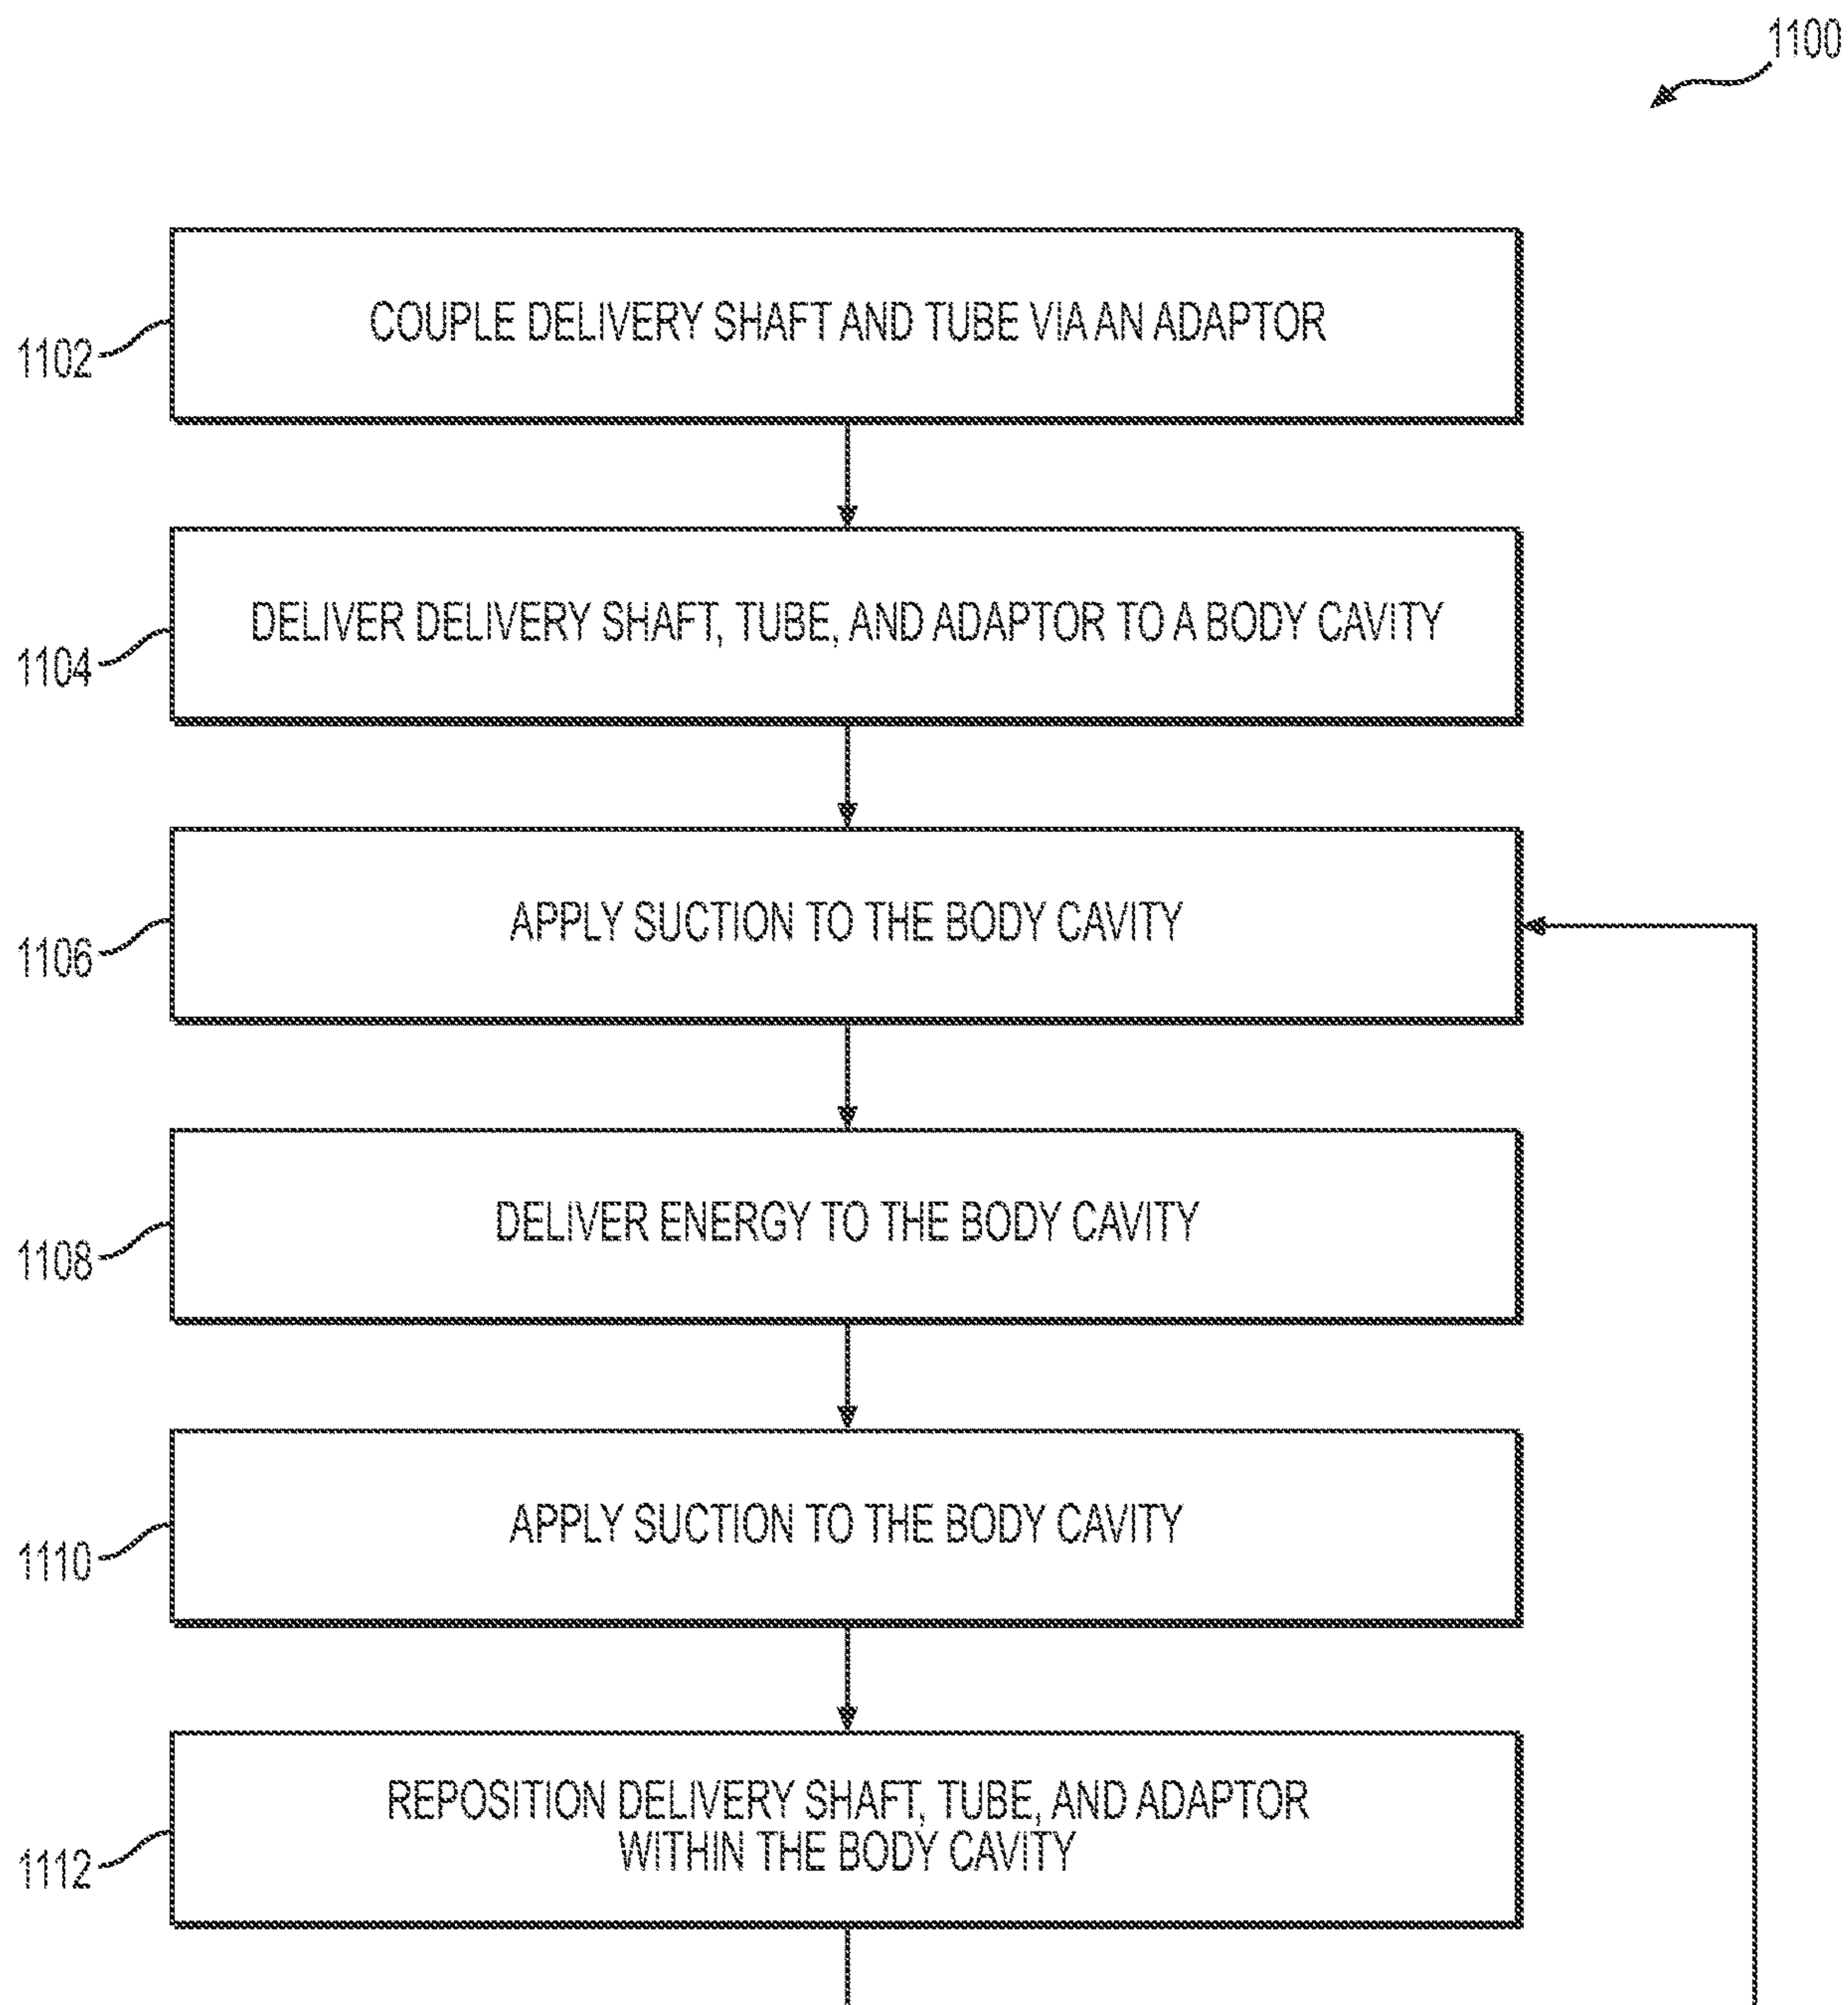 1100
COUPLE DELIVERY SHAFT AND TUBE VIA AN ADAPTOR
1102
DELIVER DELIVERY SHAFT, TUBE, AND ADAPTOR TO A BODY CAVITY
1104
APPLY SUCTION TO THE BODY CAVITY
1106
DELIVER ENERGY TO THE BODY CAVITY
1108
APPLY SUCTION TO THE BODY CAVITY
1110
REPOSITION DELIVERY SHAFT, TUBE, AND ADAPTOR
WITHIN THE BODY CAVITY
1112